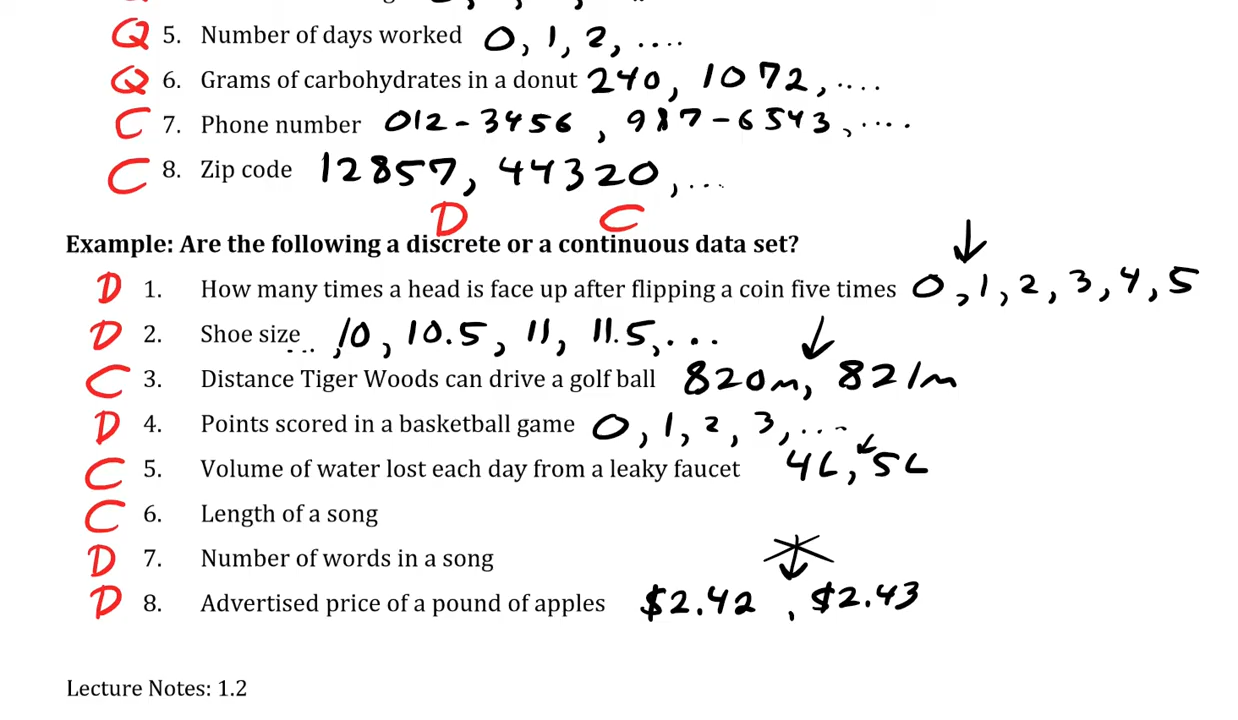 Q 5. Number of days worked 0, 1, 2, ....
Q 6. Grams of carbohydrates in a donut 240, 1072, ....
C 7. Phone number 012-3456, 987-6543, ....
C 8. Zip code 12857, 44320, ...
D C
Example: Are the following a discrete or a continuous data set?
D 1. How many times a head is face up after flipping a coin five times 0, 1, 2, 3, 4, 5
D 2. Shoe size ... , 10, 10.5, 11, 11.5, ...
C 3. Distance Tiger Woods can drive a golf ball 820m, 821m
D 4. Points scored in a basketball game 0, 1, 2, 3, ...
C 5. Volume of water lost each day from a leaky faucet 4L, 5L
C 6. Length of a song
D 7. Number of words in a song
D 8. Advertised price of a pound of apples $2.42, $2.43
Lecture Notes: 1.2